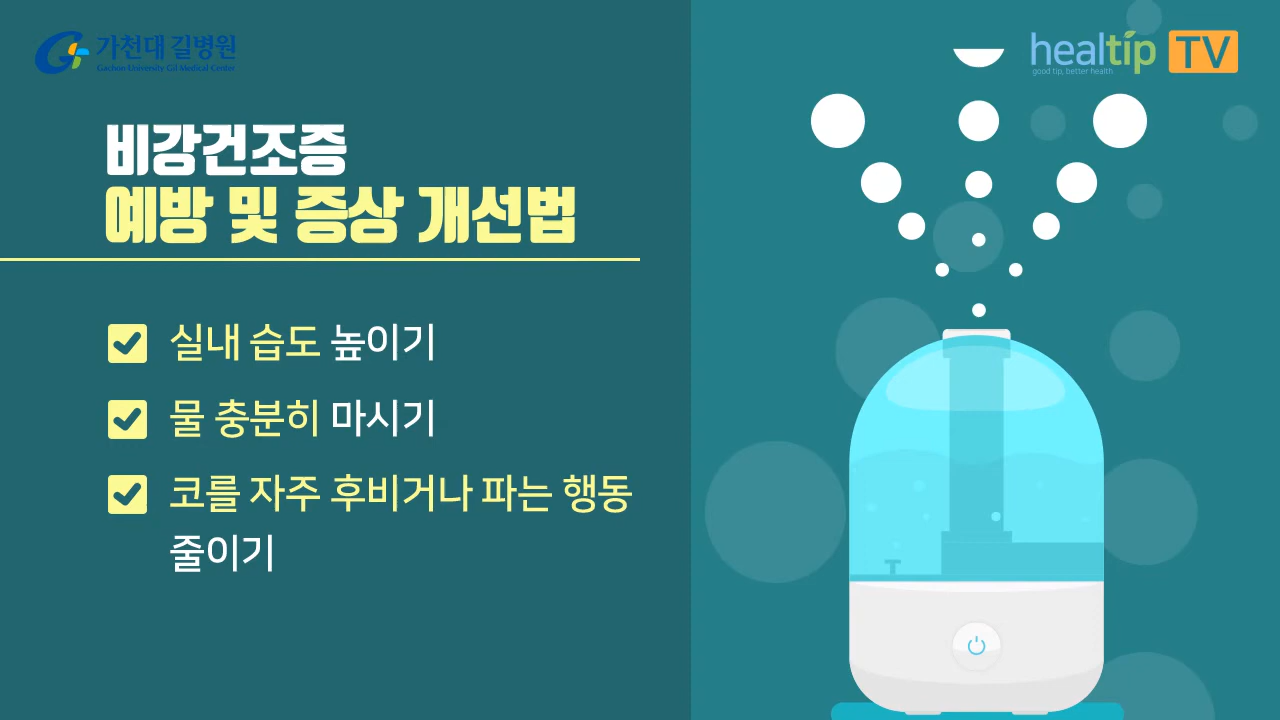 가천대 길병원
Gachon University Gil Medical Center
healtip TV
good tip, better health
비강건조증
예방 및 증상 개선법
실내 습도 높이기
물 충분히 마시기
코를 자주 후비거나 파는 행동
줄이기